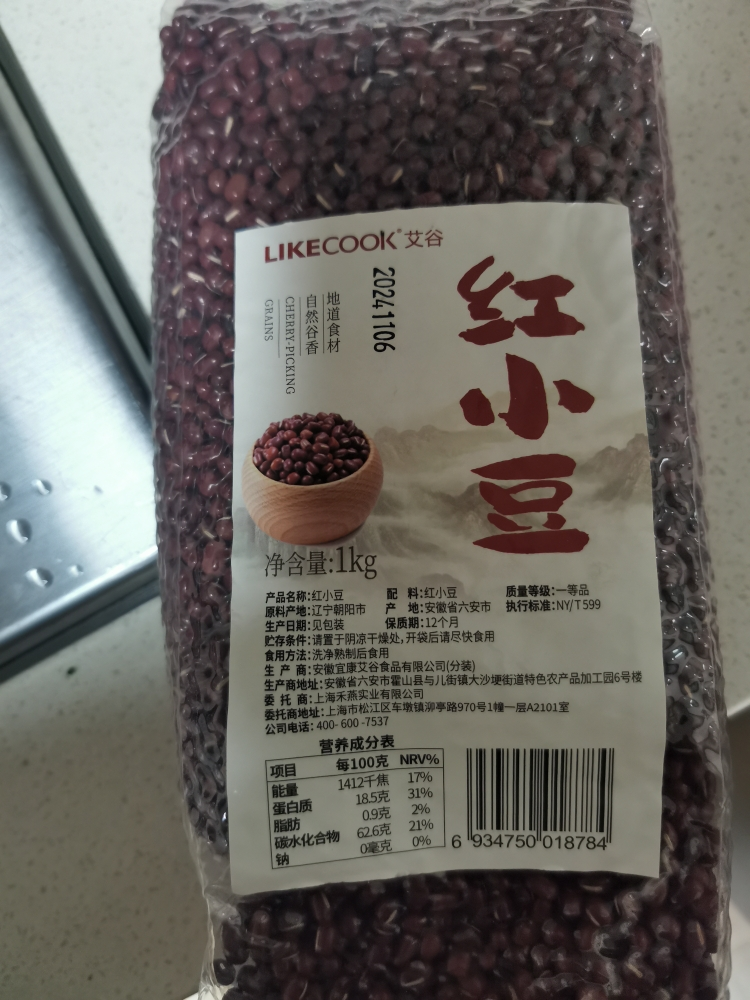 LIKECOOK 艾谷
20241106
地道食材
自然谷香
CHERRY-PICKING
GRAINS
红小豆
净含量:1kg
产品名称:红小豆 配 料:红小豆 质量等级:一等品
原料产地:辽宁朝阳市 产 地:安徽省六安市 执行标准:NY/T 599
生产日期:见包装 保质期:12个月
贮存条件:请置于阴凉干燥处,开袋后请尽快食用
食用方法:洗净熟制后食用
生 产 商:安徽宜康艾谷食品有限公司(分装)
生产商地址:安徽省六安市霍山县与儿街镇大沙埂街道特色农产品加工园6号楼
委 托 商:上海禾燕实业有限公司
委托商地址:上海市松江区车墩镇泖亭路970号1幢一层A2101室
公司电话:400-600-7537
营养成分表
项目 每100克 NRV%
能量 1412千焦 17%
蛋白质 18.5克 31%
脂肪 0.9克 2%
碳水化合物 62.6克 21%
钠 0毫克 0%
6 934750 018784